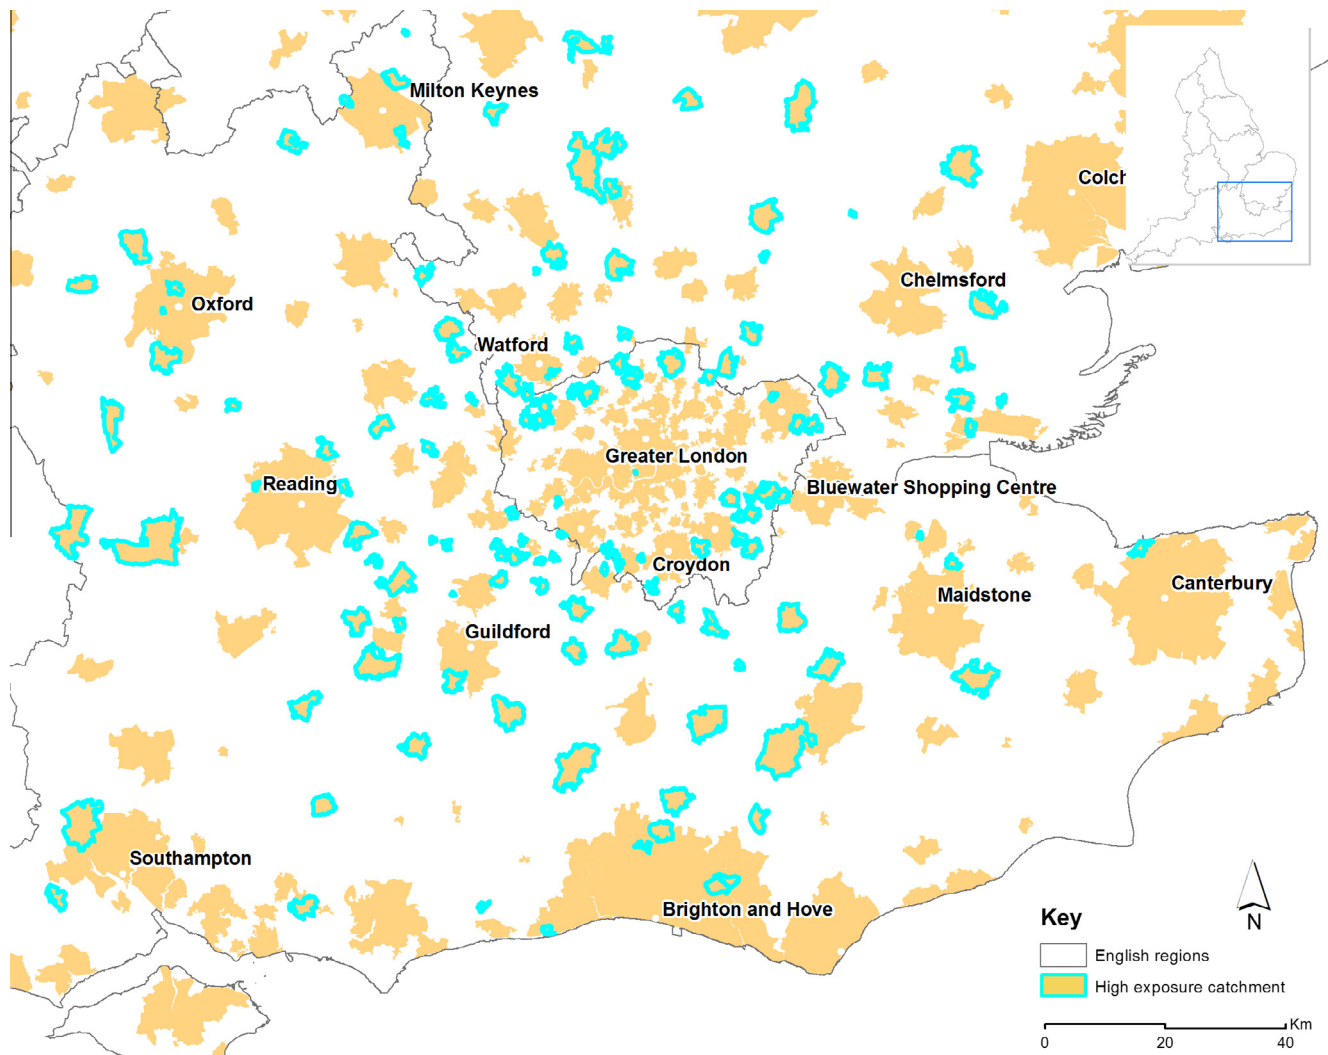 Milton Keynes
Colch
Chelmsford
Oxford
Watford
Greater London
Reading
Bluewater Shopping Centre
Croydon
Canterbury
Maidstone
Guildford
Southampton
Brighton and Hove
Key
N
English regions
High exposure catchment
Km
0 20 40